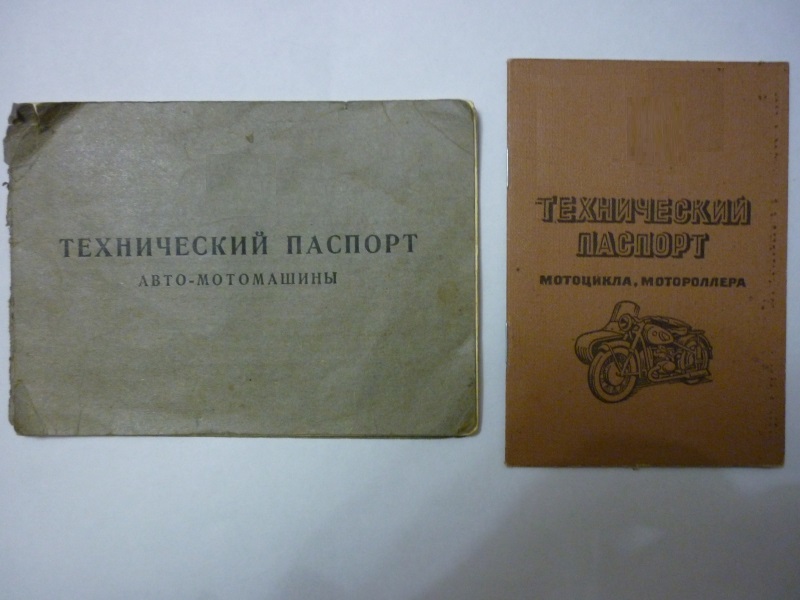 ТЕХНИЧЕСКИЙ ПАСПОРТ
АВТО-МОТОМАШИНЫ
ТЕХНИЧЕСКИЙ
ПАСПОРТ
МОТОЦИКЛА, МОТОРОЛЛЕРА